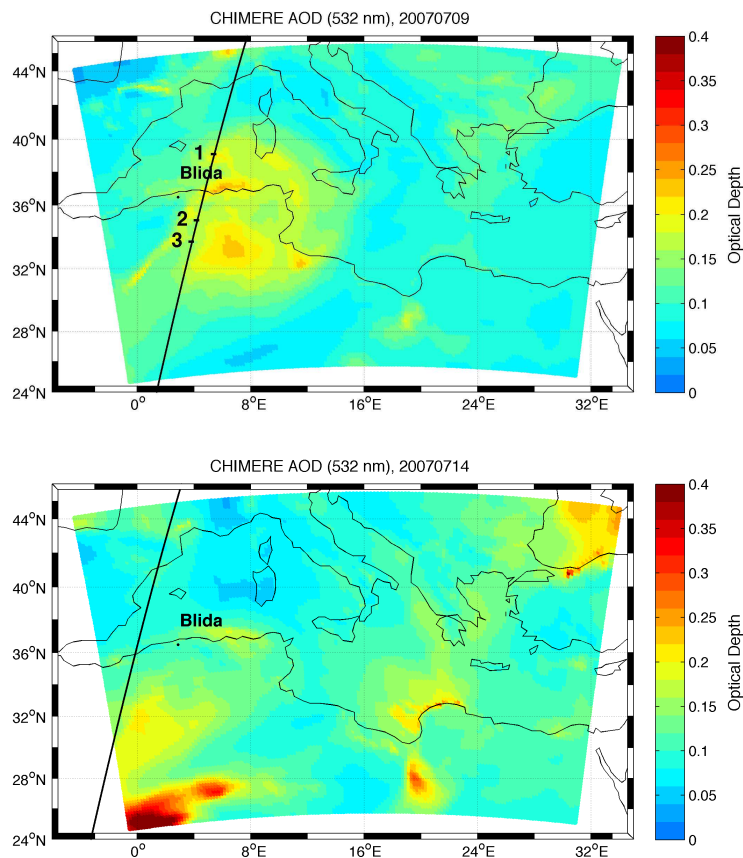 CHIMERE AOD (532 nm), 20070709
44°N
40°N
36°N
32°N
28°N
24°N
0°
8°E
16°E
24°E
32°E
1
Blida
2
3
0.4
0.35
0.3
0.25
0.2
0.15
0.1
0.05
0
Optical Depth
CHIMERE AOD (532 nm), 20070714
44°N
40°N
36°N
32°N
28°N
24°N
0°
8°E
16°E
24°E
32°E
Blida
0.4
0.35
0.3
0.25
0.2
0.15
0.1
0.05
0
Optical Depth